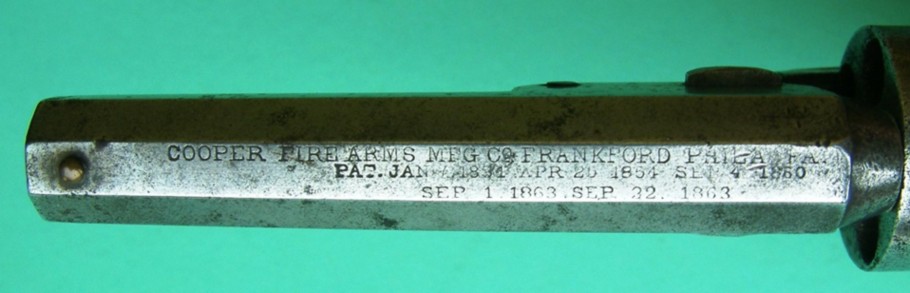 COOPER FIRE ARMS MFG Co FRANKFORD PHILA. PA.
PAT. JAN 1851 APR 25 1854 SEP. 4 1860
SEP. 1. 1863. SEP. 22. 1863